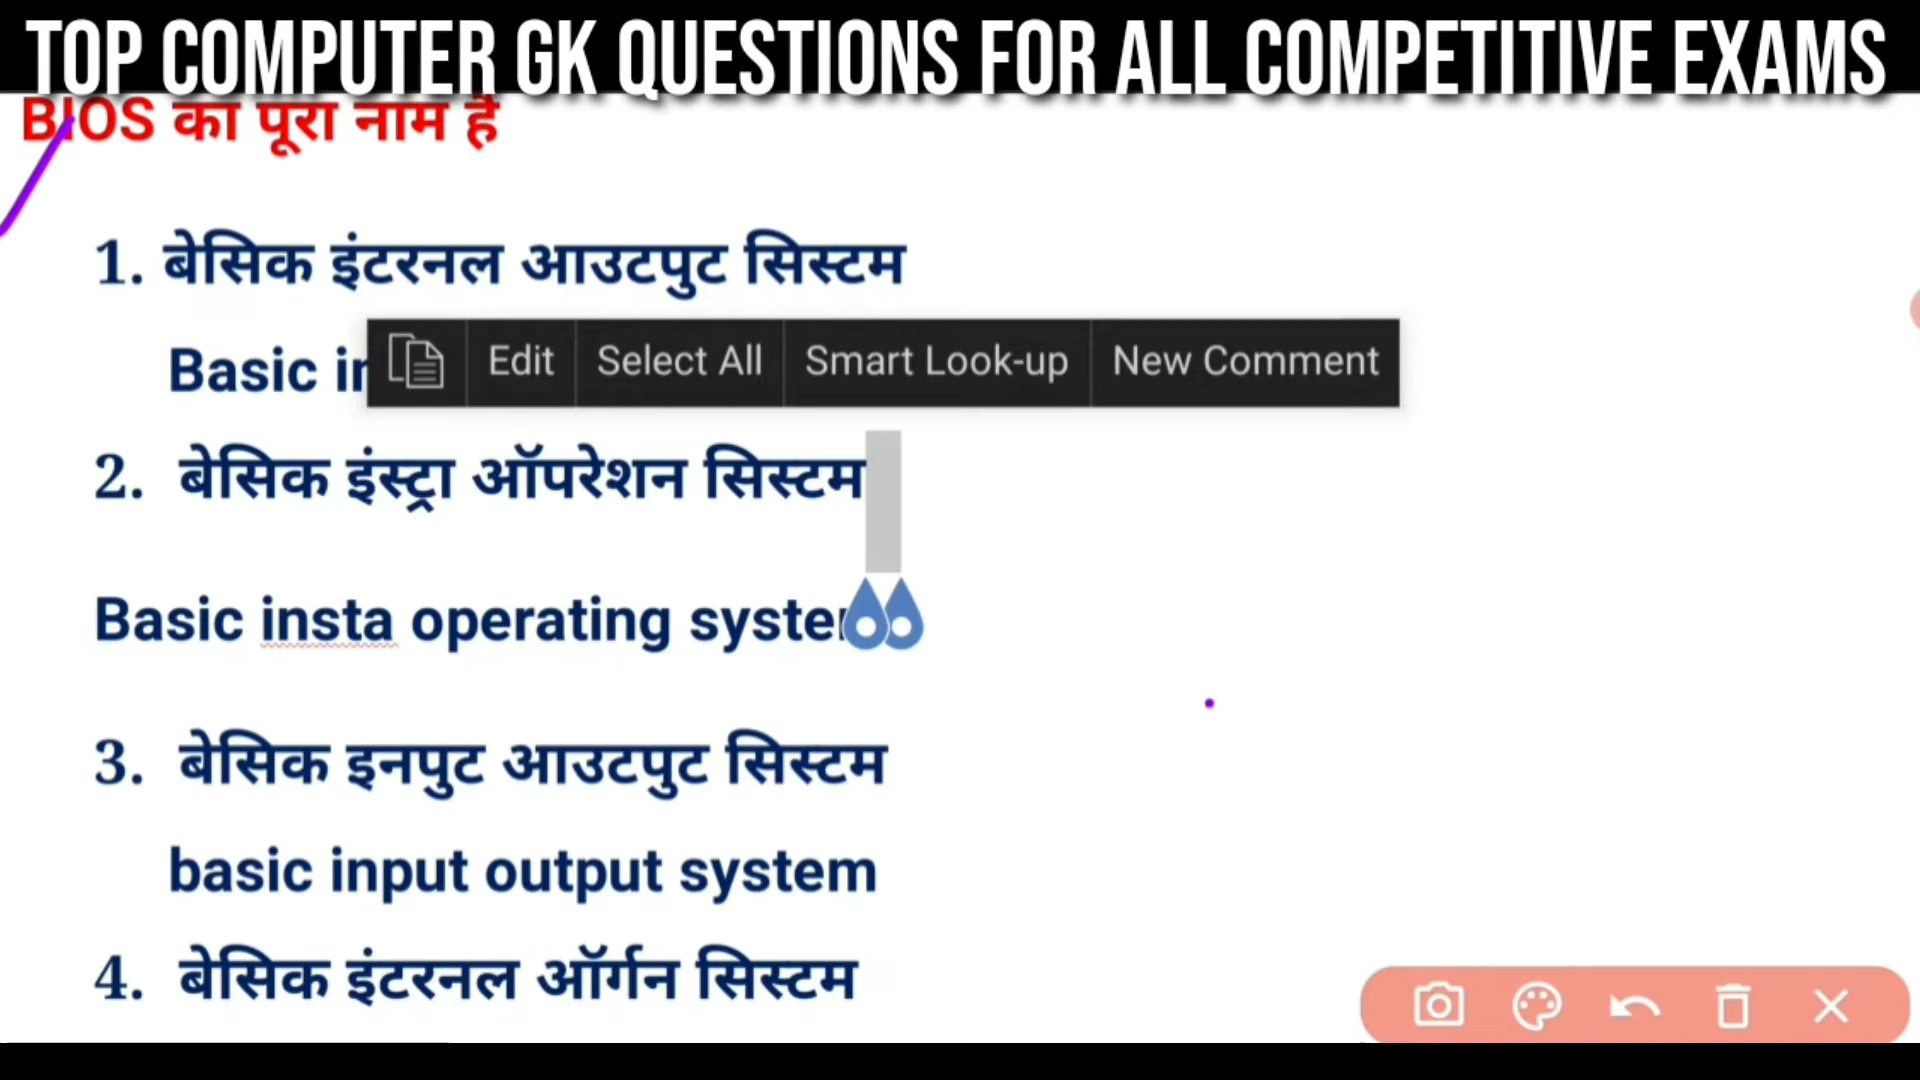 TOP COMPUTER GK QUESTIONS FOR ALL COMPETITIVE EXAMS
BIOS का पूरा नाम है
1. बेसिक इंटरनल आउटपुट सिस्टम
Basic
Edit Select All Smart Look-up New Comment
2. बेसिक इंस्ट्रा ऑपरेशन सिस्टम
Basic insta operating
3. बेसिक इनपुट आउटपुट सिस्टम
basic input output system
4. बेसिक इंटरनल ऑर्गन सिस्टम